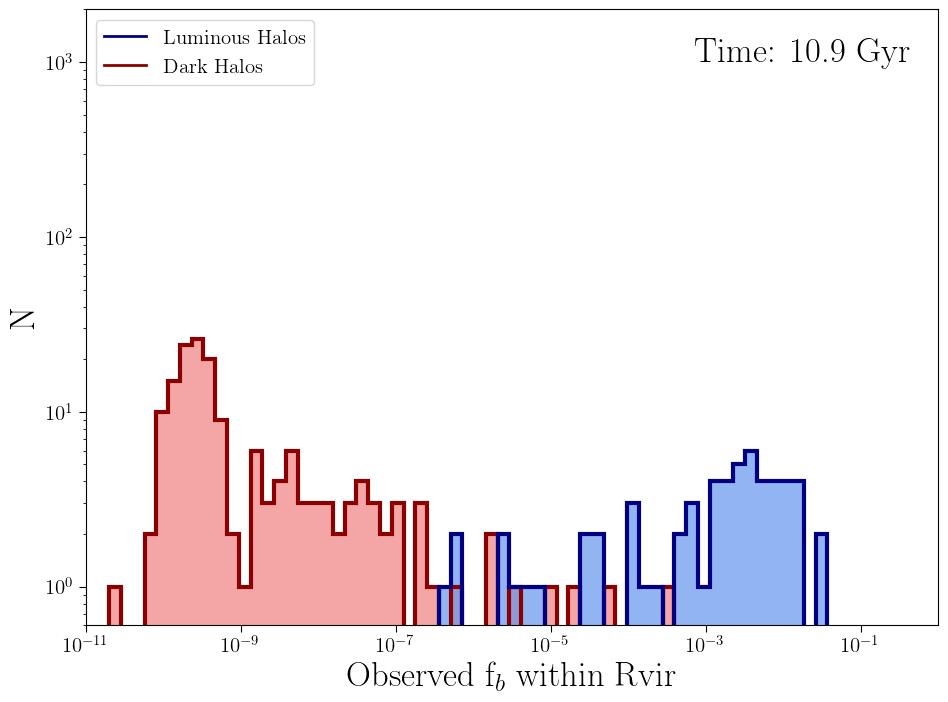 Luminous Halos
Dark Halos
Time: 10.9 Gyr
N
10³
10²
10¹
10⁰
10⁻¹¹ 10⁻⁹ 10⁻⁷ 10⁻⁵ 10⁻³ 10⁻¹
Observed f_b within Rvir